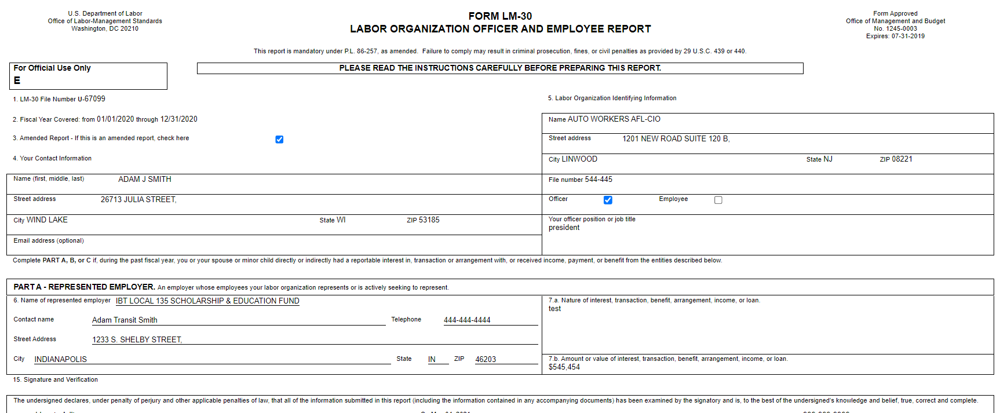 U.S. Department of Labor
Office of Labor-Management Standards
Washington, DC 20210
FORM LM-30
LABOR ORGANIZATION OFFICER AND EMPLOYEE REPORT
Form Approved
Office of Management and Budget
No. 1245-0003
Expires: 07-31-2019
This report is mandatory under P.L. 86-257, as amended. Failure to comply may result in criminal prosecution, fines, or civil penalties as provided by 29 U.S.C. 439 or 440.
For Official Use Only
E
PLEASE READ THE INSTRUCTIONS CAREFULLY BEFORE PREPARING THIS REPORT.
1. LM-30 File Number U-67099
2. Fiscal Year Covered: from 01/01/2020 through 12/31/2020
3. Amended Report - If this is an amended report, check here
4. Your Contact Information
Name (first, middle, last) ADAM J SMITH
Street address 26713 JULIA STREET,
City WIND LAKE State WI ZIP 53185
Email address (optional)
5. Labor Organization Identifying Information
Name AUTO WORKERS AFL-CIO
Street address 1201 NEW ROAD SUITE 120 B,
City LINWOOD State NJ ZIP 08221
File number 544-445
Officer Employee
Your officer position or job title
president
Complete PART A, B, or C if, during the past fiscal year, you or your spouse or minor child directly or indirectly had a reportable interest in, transaction or arrangement with, or received income, payment, or benefit from the entities described below.
PART A - REPRESENTED EMPLOYER. An employer whose employees your labor organization represents or is actively seeking to represent.
6. Name of represented employer IBT LOCAL 135 SCHOLARSHIP & EDUCATION FUND
Contact name Adam Transit Smith Telephone 444-444-4444
Street Address 1233 S. SHELBY STREET,
City INDIANAPOLIS State IN ZIP 46203
7.a. Nature of interest, transaction, benefit, arrangement, income, or loan.
test
7.b. Amount or value of interest, transaction, benefit, arrangement, income, or loan.
$545,454
15. Signature and Verification
The undersigned declares, under penalty of perjury and other applicable penalties of law, that all of the information submitted in this report (including the information contained in any accompanying documents) has been examined by the signatory and is, to the best of the undersigned's knowledge and belief, true, correct and complete.